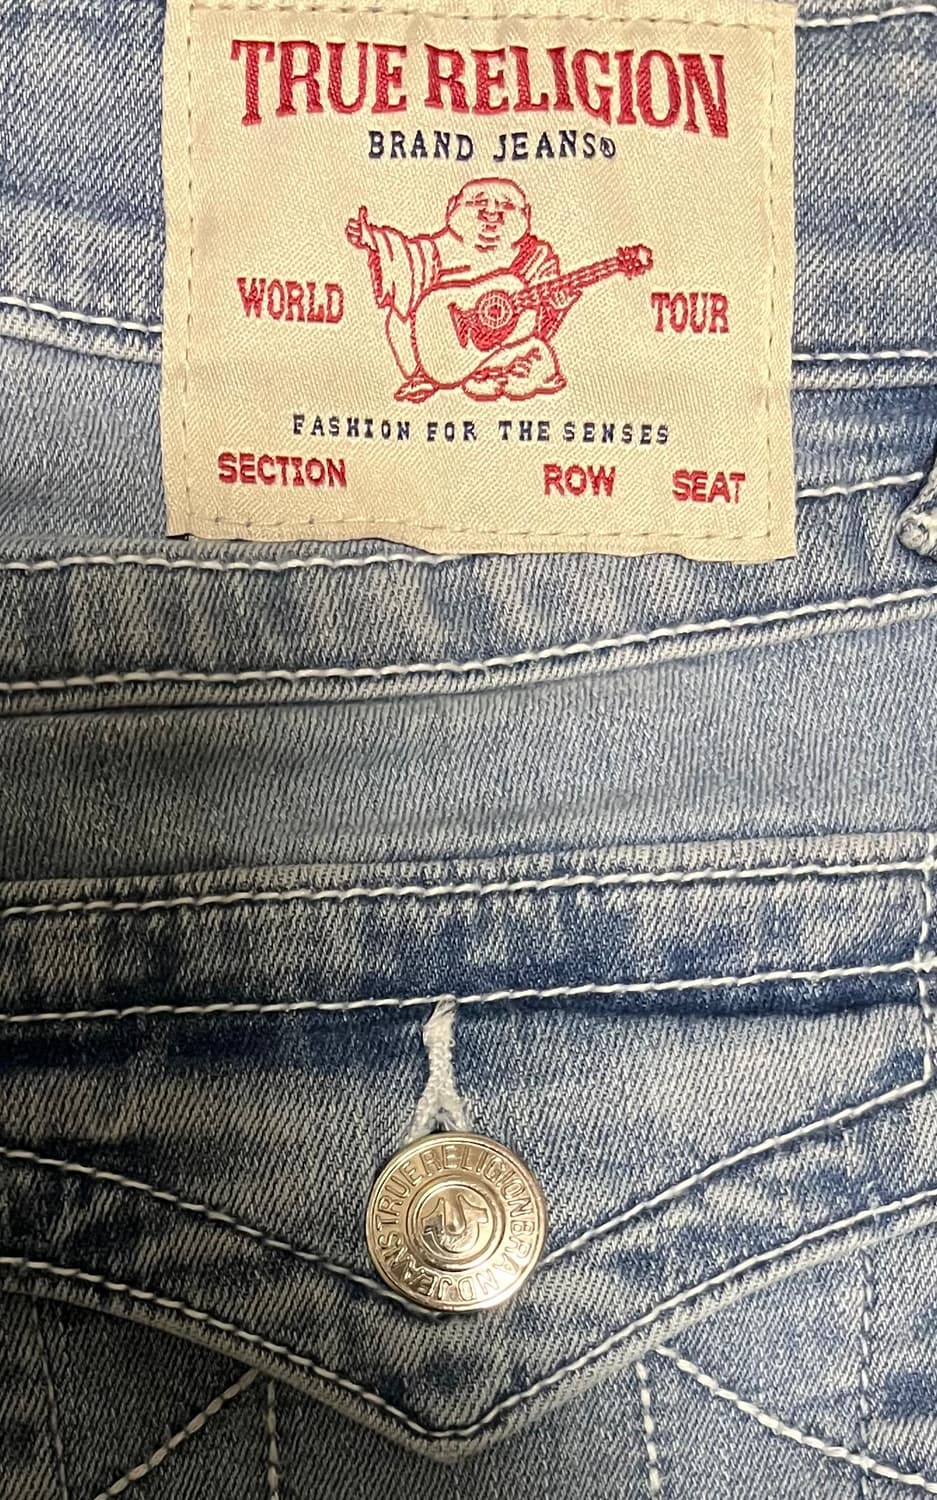 TRUE RELIGION
BRAND JEANS®
WORLD TOUR
FASHION FOR THE SENSES
SECTION ROW SEAT
TRUE RELIGION BRAND JEANS